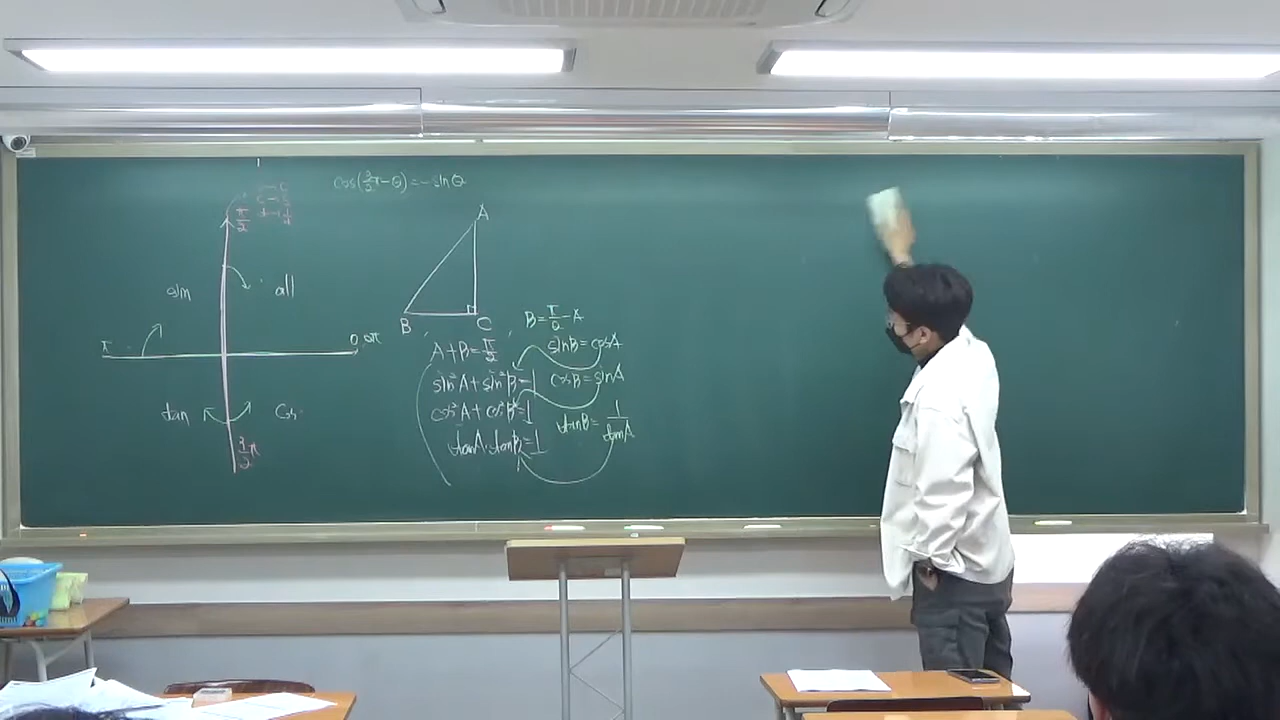 cos(3/2π-θ)=-sinθ
π/2
sin
all
π
0 2π
tan
cos
3/2π
A
B
C
A+B=π/2
sin²A+sin²B=1
cos²A+cos²B=1
tanA·tanB=1
B=π/2-A
sinB=cosA
cosB=sinA
tanB=1/tanA